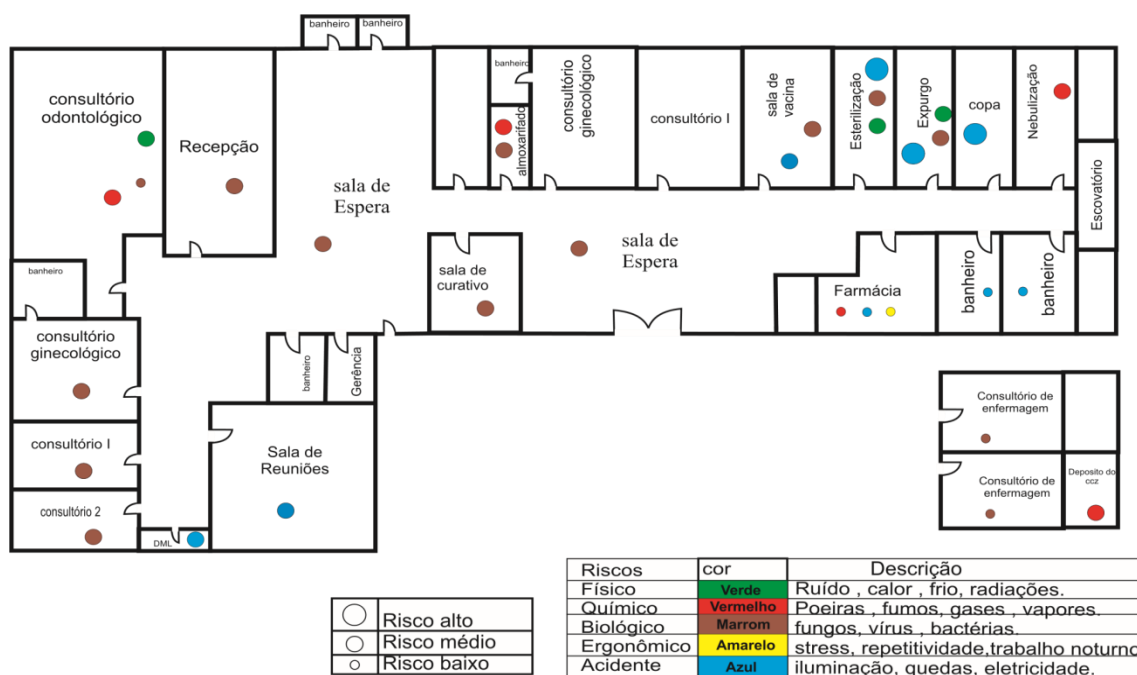 banheiro
banheiro
consultório
odontológico
Recepção
sala de
Espera
banheiro
almoxarifado
consultório
ginecológico
consultório I
sala de
vacina
Esterilização
Expurgo
copa
Nebulização
Escovatório
sala de
Espera
sala de
curativo
Farmácia
banheiro
banheiro
banheiro
consultório
ginecológico
consultório I
consultório 2
DML
banheiro
Gerência
Sala de
Reuniões
Consultório de
enfermagem
Consultório de
enfermagem
Deposito do
ccz
Risco alto
Risco médio
Risco baixo
Riscos cor Descrição
Físico Verde Ruído , calor , frio, radiações.
Químico Vermelho Poeiras , fumos, gases , vapores.
Biológico Marrom fungos, vírus , bactérias.
Ergonômico Amarelo stress, repetitividade,trabalho noturno
Acidente Azul iluminação, quedas, eletricidade.